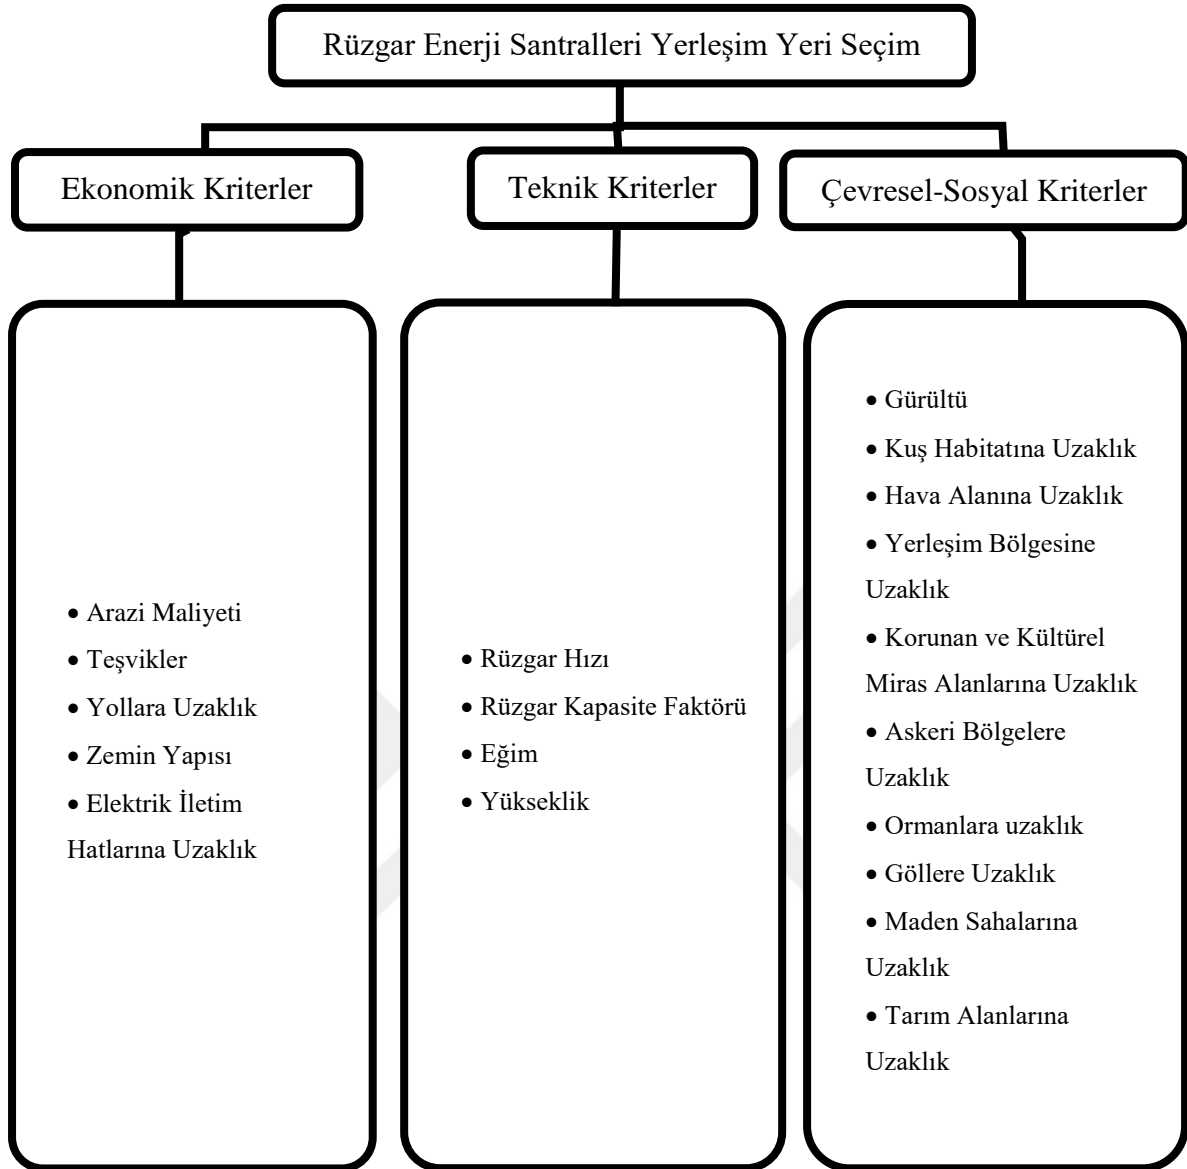 Rüzgar Enerji Santralleri Yerleşim Yeri Seçim
Ekonomik Kriterler
Teknik Kriterler
Çevresel-Sosyal Kriterler
• Arazi Maliyeti
• Teşvikler
• Yollara Uzaklık
• Zemin Yapısı
• Elektrik İletim
Hatlarına Uzaklık
• Rüzgar Hızı
• Rüzgar Kapasite Faktörü
• Eğim
• Yükseklik
• Gürültü
• Kuş Habitatına Uzaklık
• Hava Alanına Uzaklık
• Yerleşim Bölgesine
Uzaklık
• Korunan ve Kültürel
Miras Alanlarına Uzaklık
• Askeri Bölgelere
Uzaklık
• Ormanlara uzaklık
• Göllere Uzaklık
• Maden Sahalarına
Uzaklık
• Tarım Alanlarına
Uzaklık